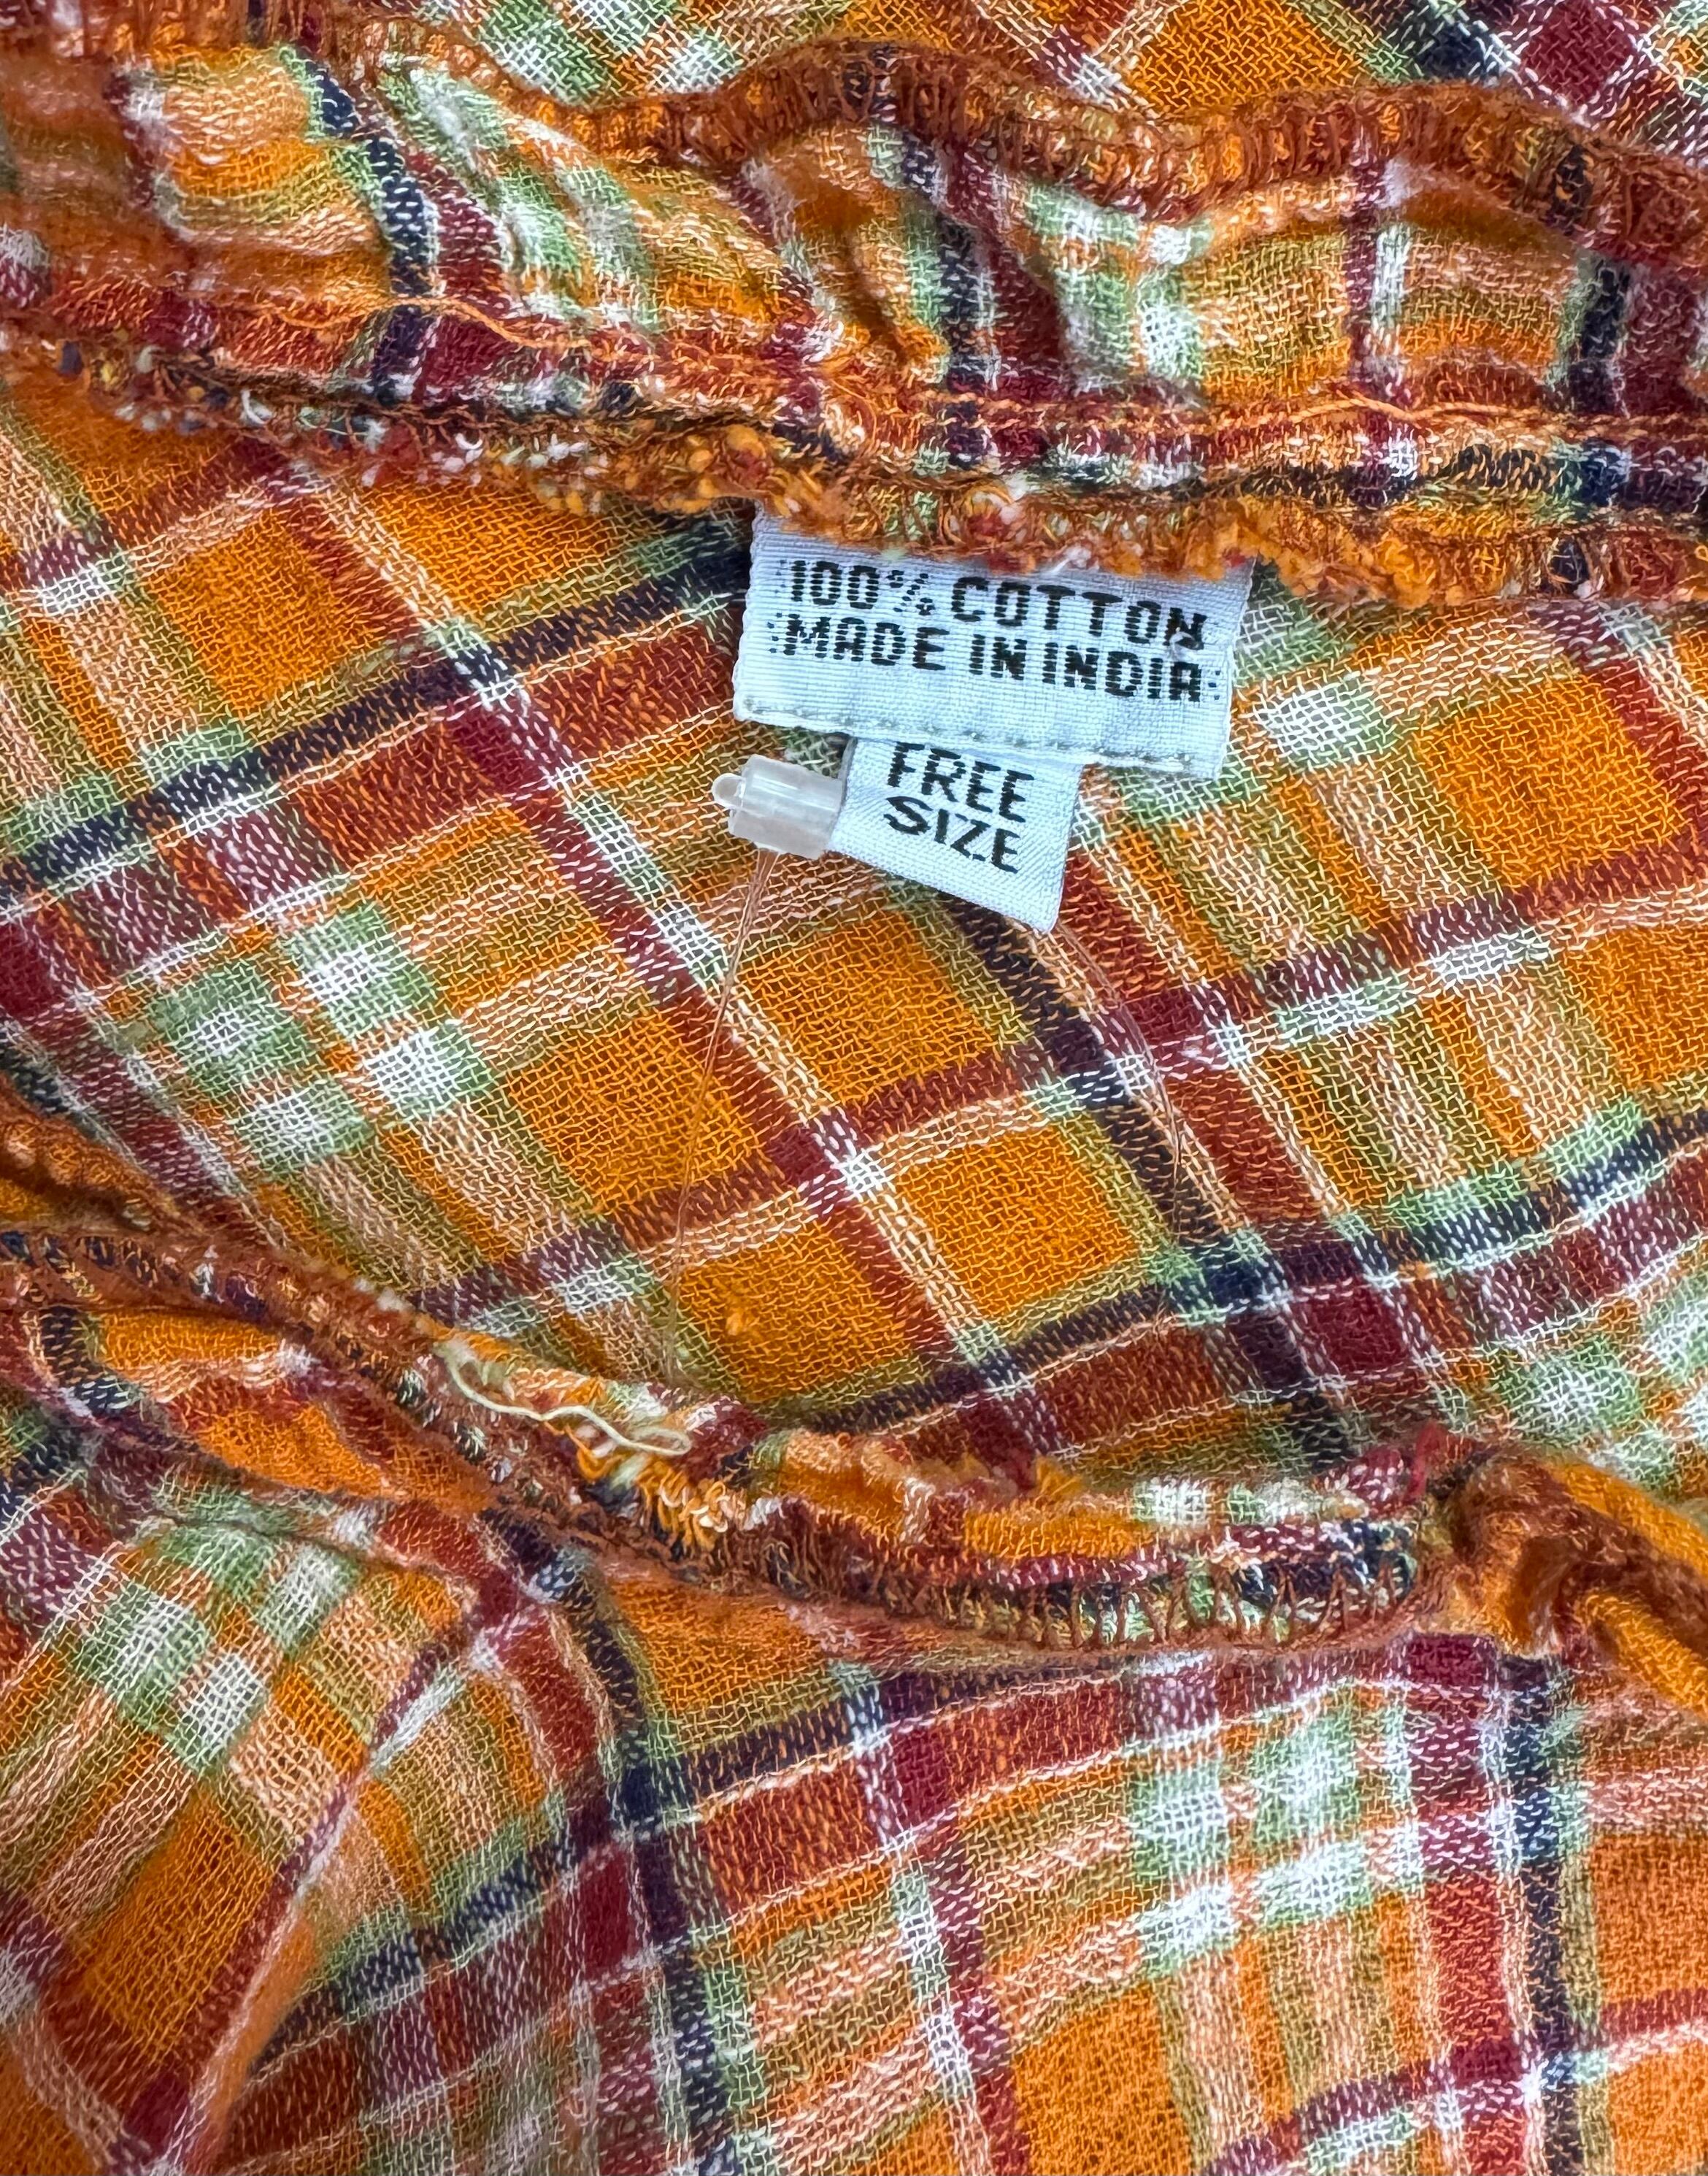 100% COTTON
MADE IN INDIA
FREE
SIZE